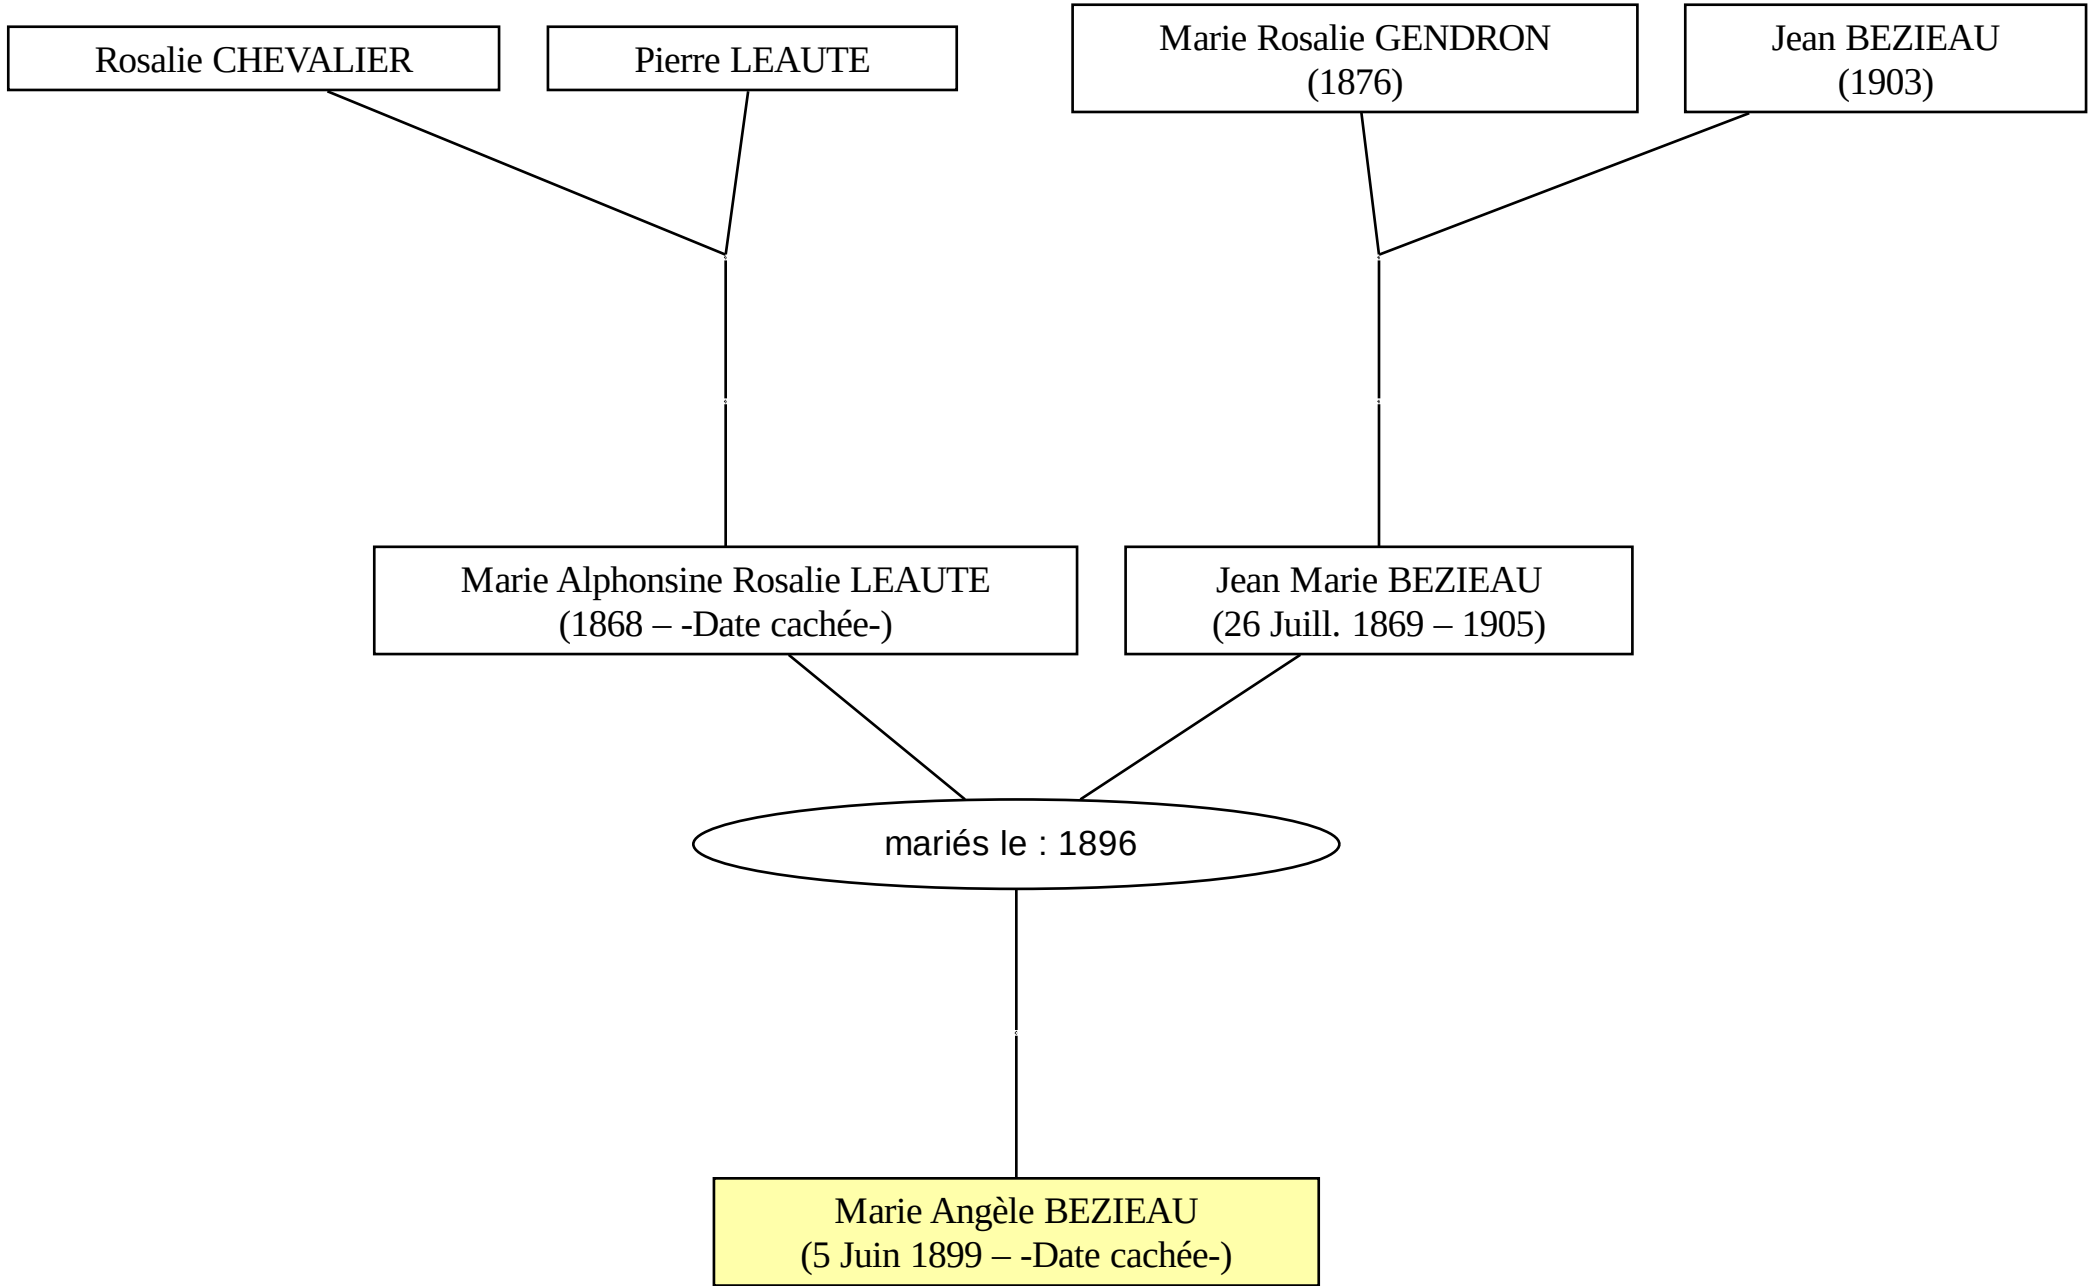 Rosalie CHEVALIER
Pierre LEAUTE
Marie Rosalie GENDRON
(1876)
Jean BEZIEAU
(1903)
Marie Alphonsine Rosalie LEAUTE
(1868 – -Date cachée-)
Jean Marie BEZIEAU
(26 Juill. 1869 – 1905)
mariés le : 1896
Marie Angèle BEZIEAU
(5 Juin 1899 – -Date cachée-)